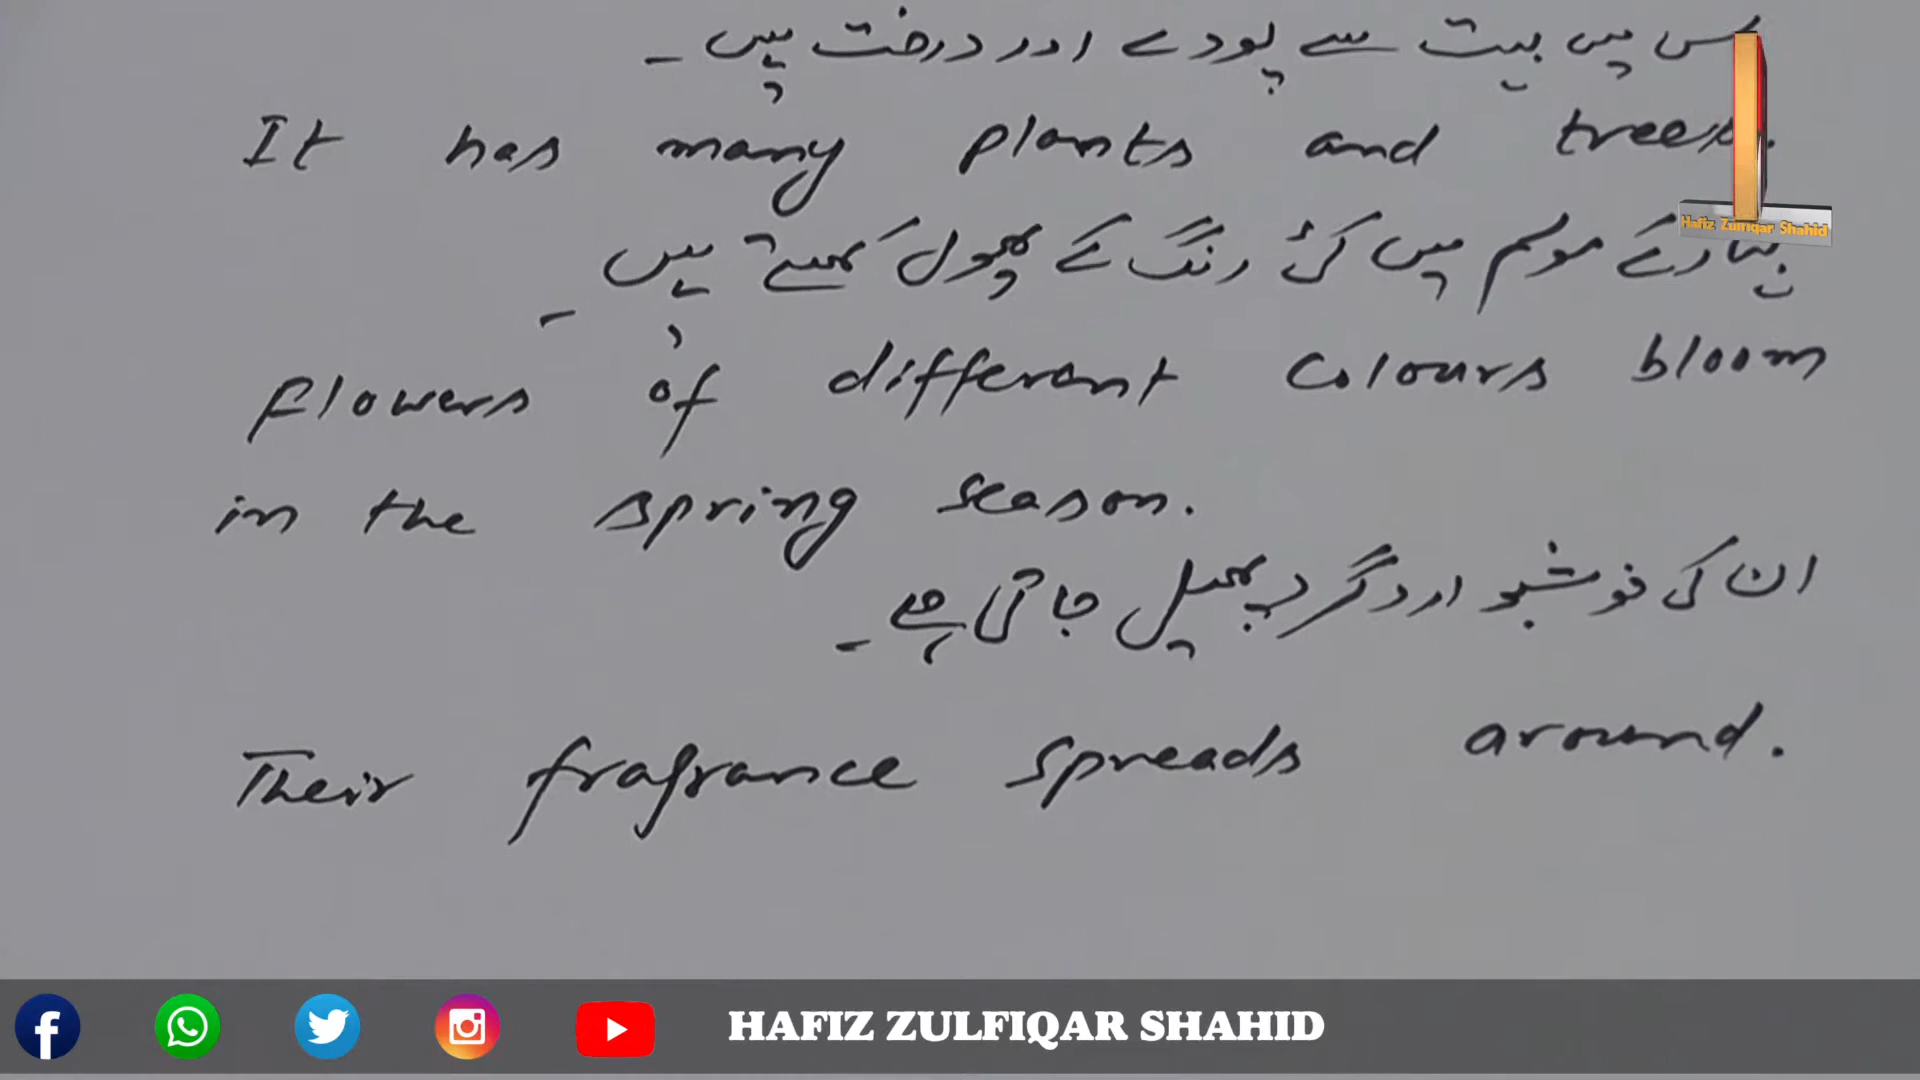 اس میں بہت سے پودے اور درخت ہیں ۔
It has many plants and trees.
بہار کے موسم میں کئی رنگ کے پھول کھلتے ہیں ۔
Flowers of different colours bloom
in the spring season.
ان کی خوشبو اردگرد پھیل جاتی ہے ۔
Their fragrance spreads around.
Hafiz Zulfiqar Shahid
HAFIZ ZULFIQAR SHAHID